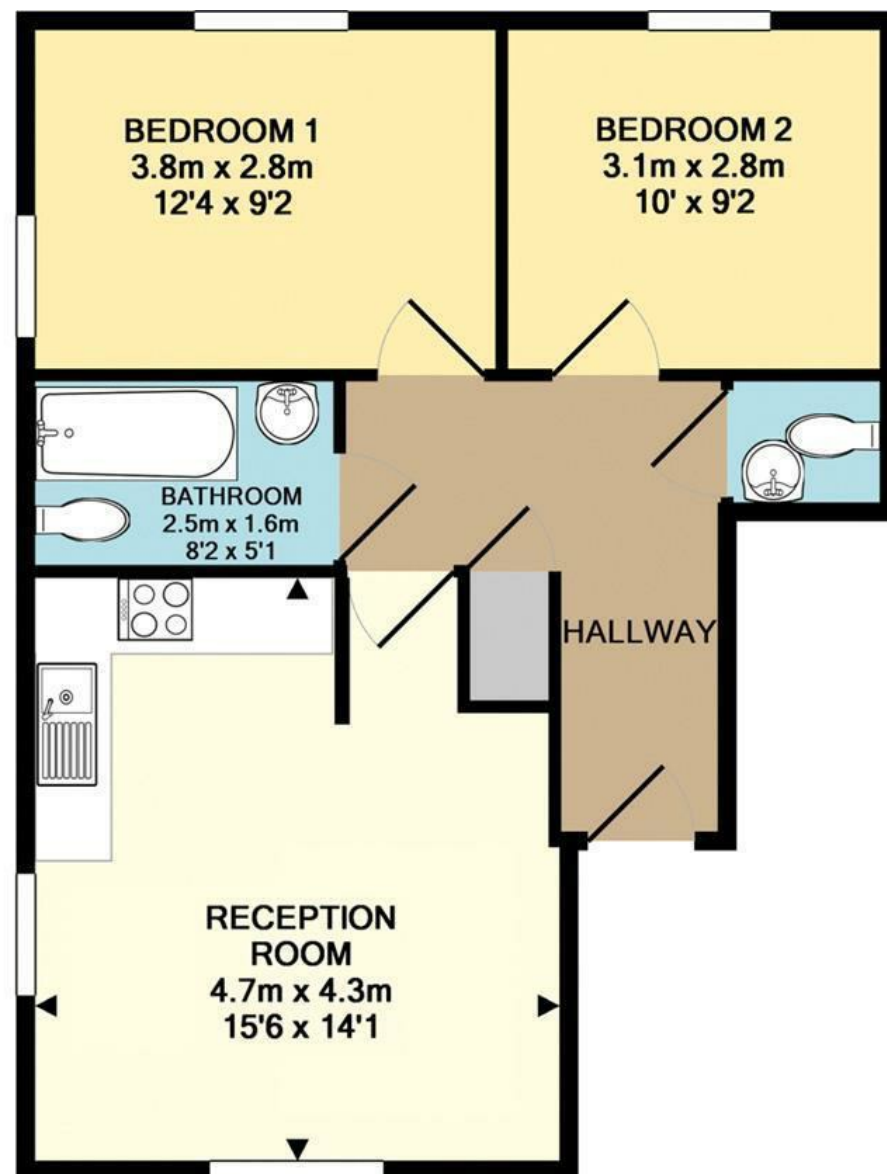 BEDROOM 1
3.8m x 2.8m
12'4 x 9'2
BEDROOM 2
3.1m x 2.8m
10' x 9'2
BATHROOM
2.5m x 1.6m
8'2 x 5'1
HALLWAY
RECEPTION
ROOM
4.7m x 4.3m
15'6 x 14'1